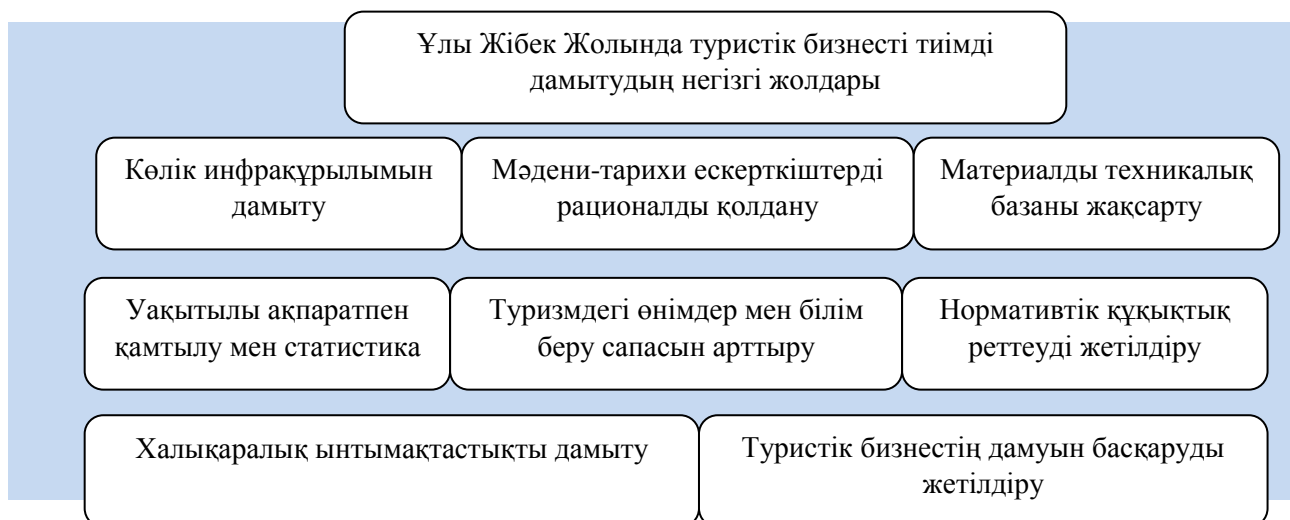 Ұлы Жібек Жолында туристік бизнесті тиімді
дамытудың негізгі жолдары
Көлік инфрақұрылымын
дамыту
Мәдени-тарихи ескерткіштерді
рационалды қолдану
Материалды техникалық
базаны жақсарту
Уақытылы ақпаратпен
қамтылу мен статистика
Туризмдегі өнімдер мен білім
беру сапасын арттыру
Нормативтік құқықтық
реттеуді жетілдіру
Халықаралық ынтымақтастықты дамыту
Туристік бизнестің дамуын басқаруды
жетілдіру